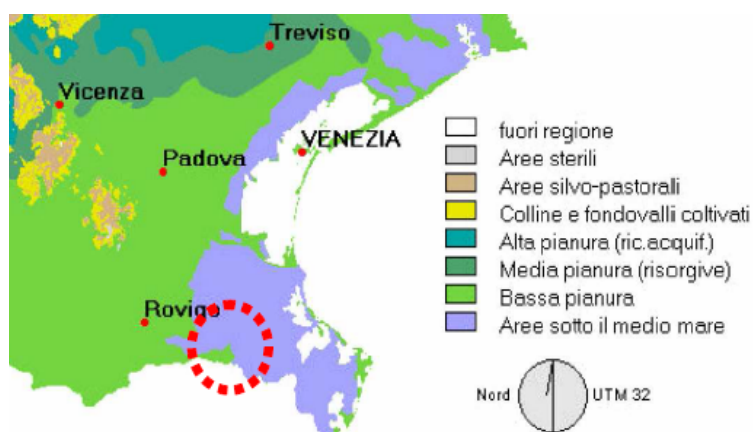 Treviso
Vicenza
VENEZIA
Padova
Rovigo
fuori regione
Aree sterili
Aree silvo-pastorali
Colline e fondovalli coltivati
Alta pianura (ric.acquif.)
Media pianura (risorgive)
Bassa pianura
Aree sotto il medio mare
Nord UTM 32